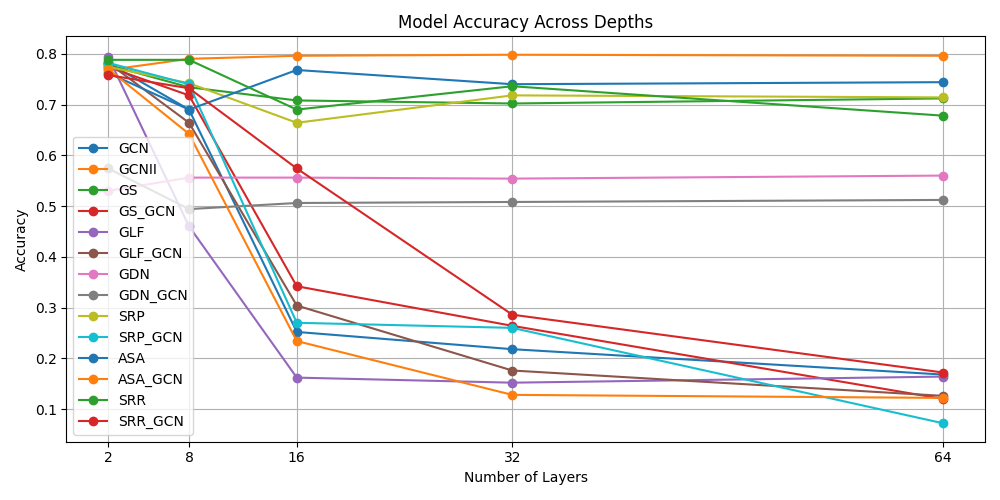 Model Accuracy Across Depths
Accuracy
0.8
0.7
0.6
0.5
0.4
0.3
0.2
0.1
GCN
GCNII
GS
GS_GCN
GLF
GLF_GCN
GDN
GDN_GCN
SRP
SRP_GCN
ASA
ASA_GCN
SRR
SRR_GCN
2 8 16 32 64
Number of Layers